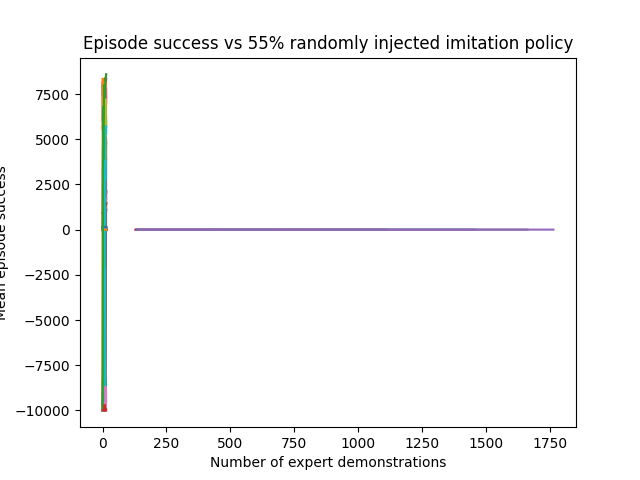 Episode success vs 55% randomly injected imitation policy
7500
5000
2500
0
−2500
−5000
−7500
−10000
Mean episode success
0 250 500 750 1000 1250 1500 1750
Number of expert demonstrations